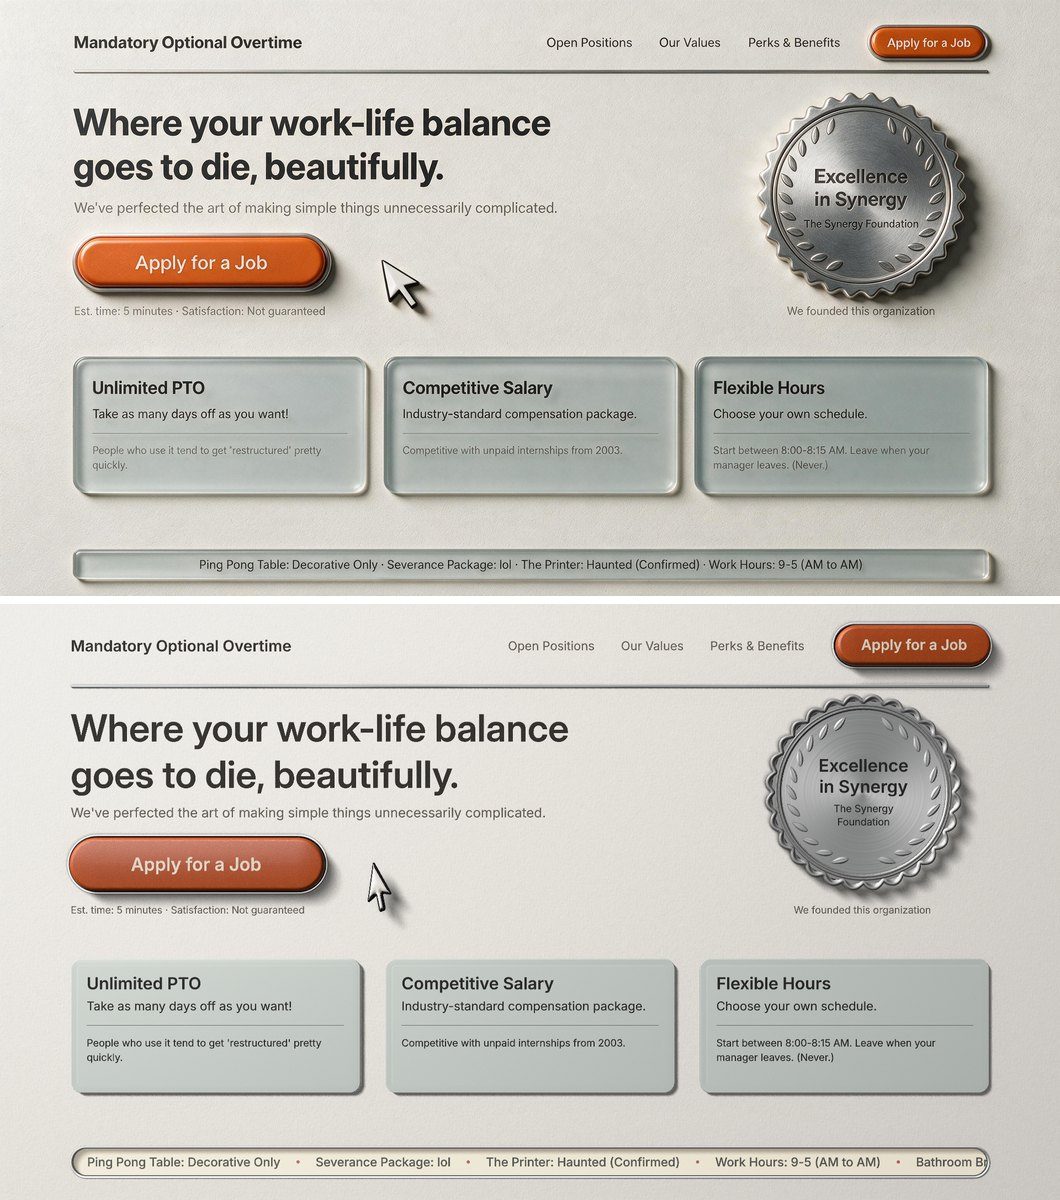 Mandatory Optional Overtime
Open Positions
Our Values
Perks & Benefits
Apply for a Job
Where your work-life balance
goes to die, beautifully.
We've perfected the art of making simple things unnecessarily complicated.
Apply for a Job
Est. time: 5 minutes · Satisfaction: Not guaranteed
Excellence
in Synergy
The Synergy Foundation
We founded this organization
Unlimited PTO
Take as many days off as you want!
People who use it tend to get 'restructured' pretty
quickly.
Competitive Salary
Industry-standard compensation package.
Competitive with unpaid internships from 2003.
Flexible Hours
Choose your own schedule.
Start between 8:00-8:15 AM. Leave when your
manager leaves. (Never.)
Ping Pong Table: Decorative Only · Severance Package: lol · The Printer: Haunted (Confirmed) · Work Hours: 9-5 (AM to AM)
Mandatory Optional Overtime
Open Positions
Our Values
Perks & Benefits
Apply for a Job
Where your work-life balance
goes to die, beautifully.
We've perfected the art of making simple things unnecessarily complicated.
Apply for a Job
Est. time: 5 minutes · Satisfaction: Not guaranteed
Excellence
in Synergy
The Synergy
Foundation
We founded this organization
Unlimited PTO
Take as many days off as you want!
People who use it tend to get 'restructured' pretty
quickly.
Competitive Salary
Industry-standard compensation package.
Competitive with unpaid internships from 2003.
Flexible Hours
Choose your own schedule.
Start between 8:00-8:15 AM. Leave when your
manager leaves. (Never.)
Ping Pong Table: Decorative Only • Severance Package: lol • The Printer: Haunted (Confirmed) • Work Hours: 9-5 (AM to AM) • Bathroom